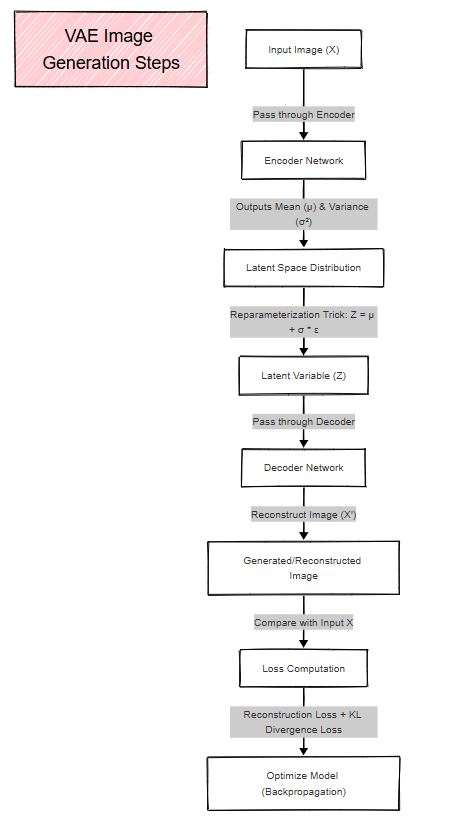 VAE Image
Generation Steps
Input Image (X)
Pass through Encoder
Encoder Network
Outputs Mean (μ) & Variance
(σ²)
Latent Space Distribution
Reparameterization Trick: Z = μ
+ σ * ε
Latent Variable (Z)
Pass through Decoder
Decoder Network
Reconstruct Image (X')
Generated/Reconstructed
Image
Compare with Input X
Loss Computation
Reconstruction Loss + KL
Divergence Loss
Optimize Model
(Backpropagation)